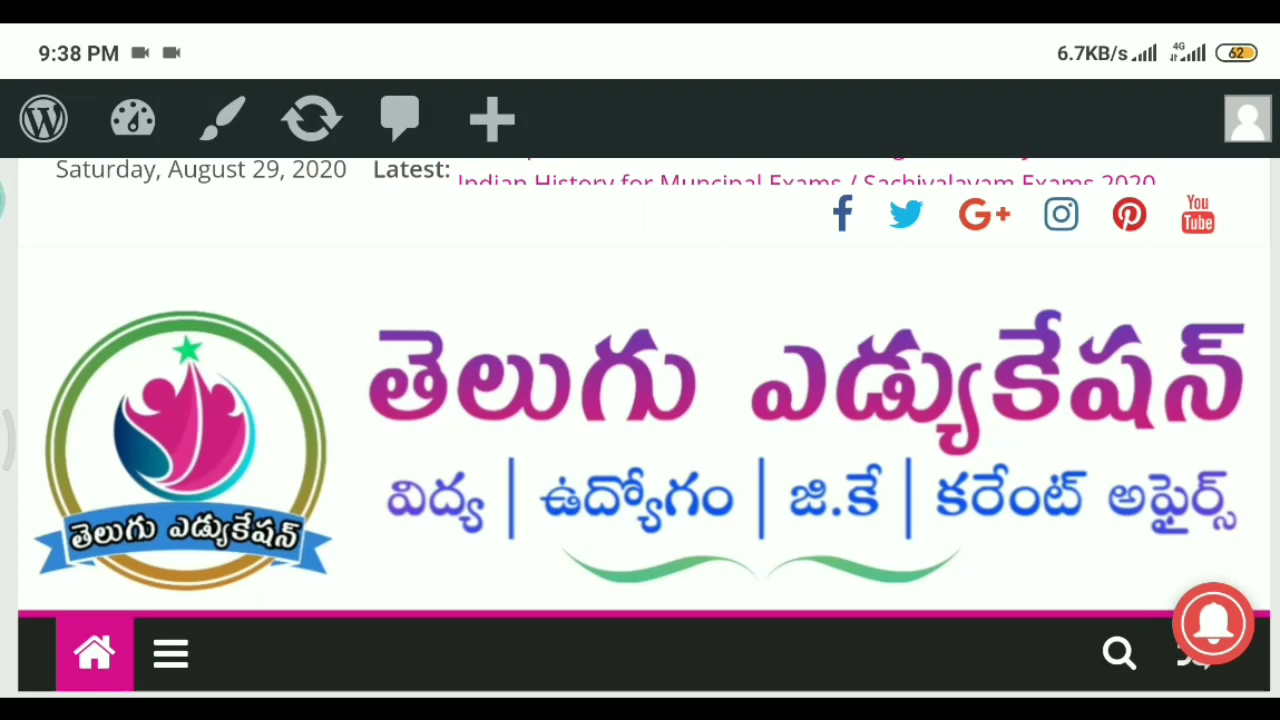 9:38 PM 6.7KB/s 4G 62
Saturday, August 29, 2020 Latest:
Indian History for Muncipal Exams / Sachivalayam Exams 2020
You
Tube
తెలుగు ఎడ్యుకేషన్
విద్య | ఉద్యోగం | జి.కే | కరేంట్ అఫైర్స్
తెలుగు ఎడ్యుకేషన్